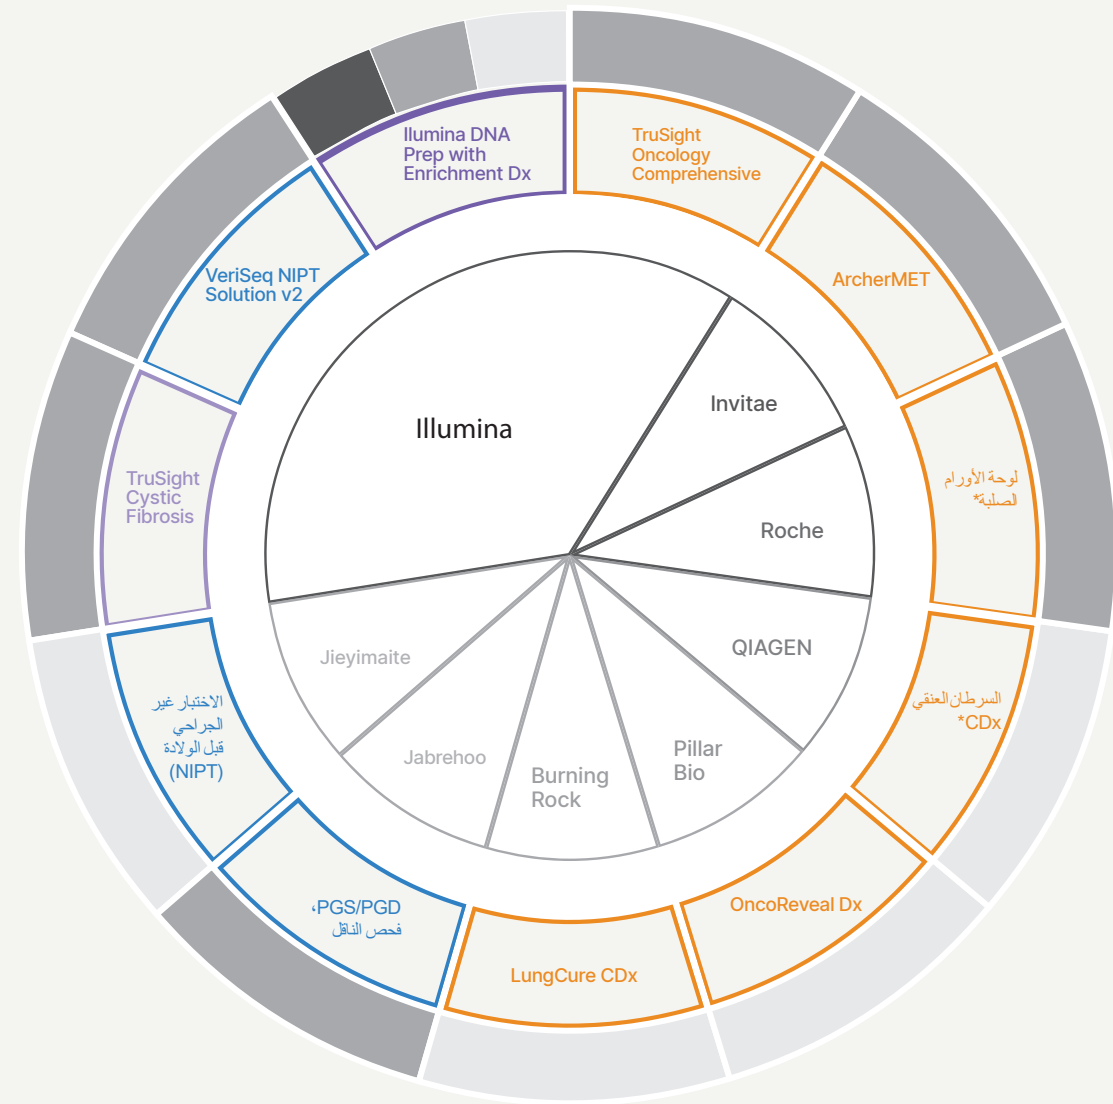 Ilumina DNA
Prep with
Enrichment Dx
TruSight
Oncology
Comprehensive
ArcherMET
لوحة الأورام
الصلبة*
السرطان العنقي
CDx*
OncoReveal Dx
LungCure CDx
PGS/PGD،
فحص الناقل
الاختبار غير
الجراحي
قبل الولادة
(NIPT)
TruSight
Cystic
Fibrosis
VeriSeq NIPT
Solution v2
Illumina
Invitae
Roche
QIAGEN
Pillar
Bio
Burning
Rock
Jabrehoo
Jieyimaite